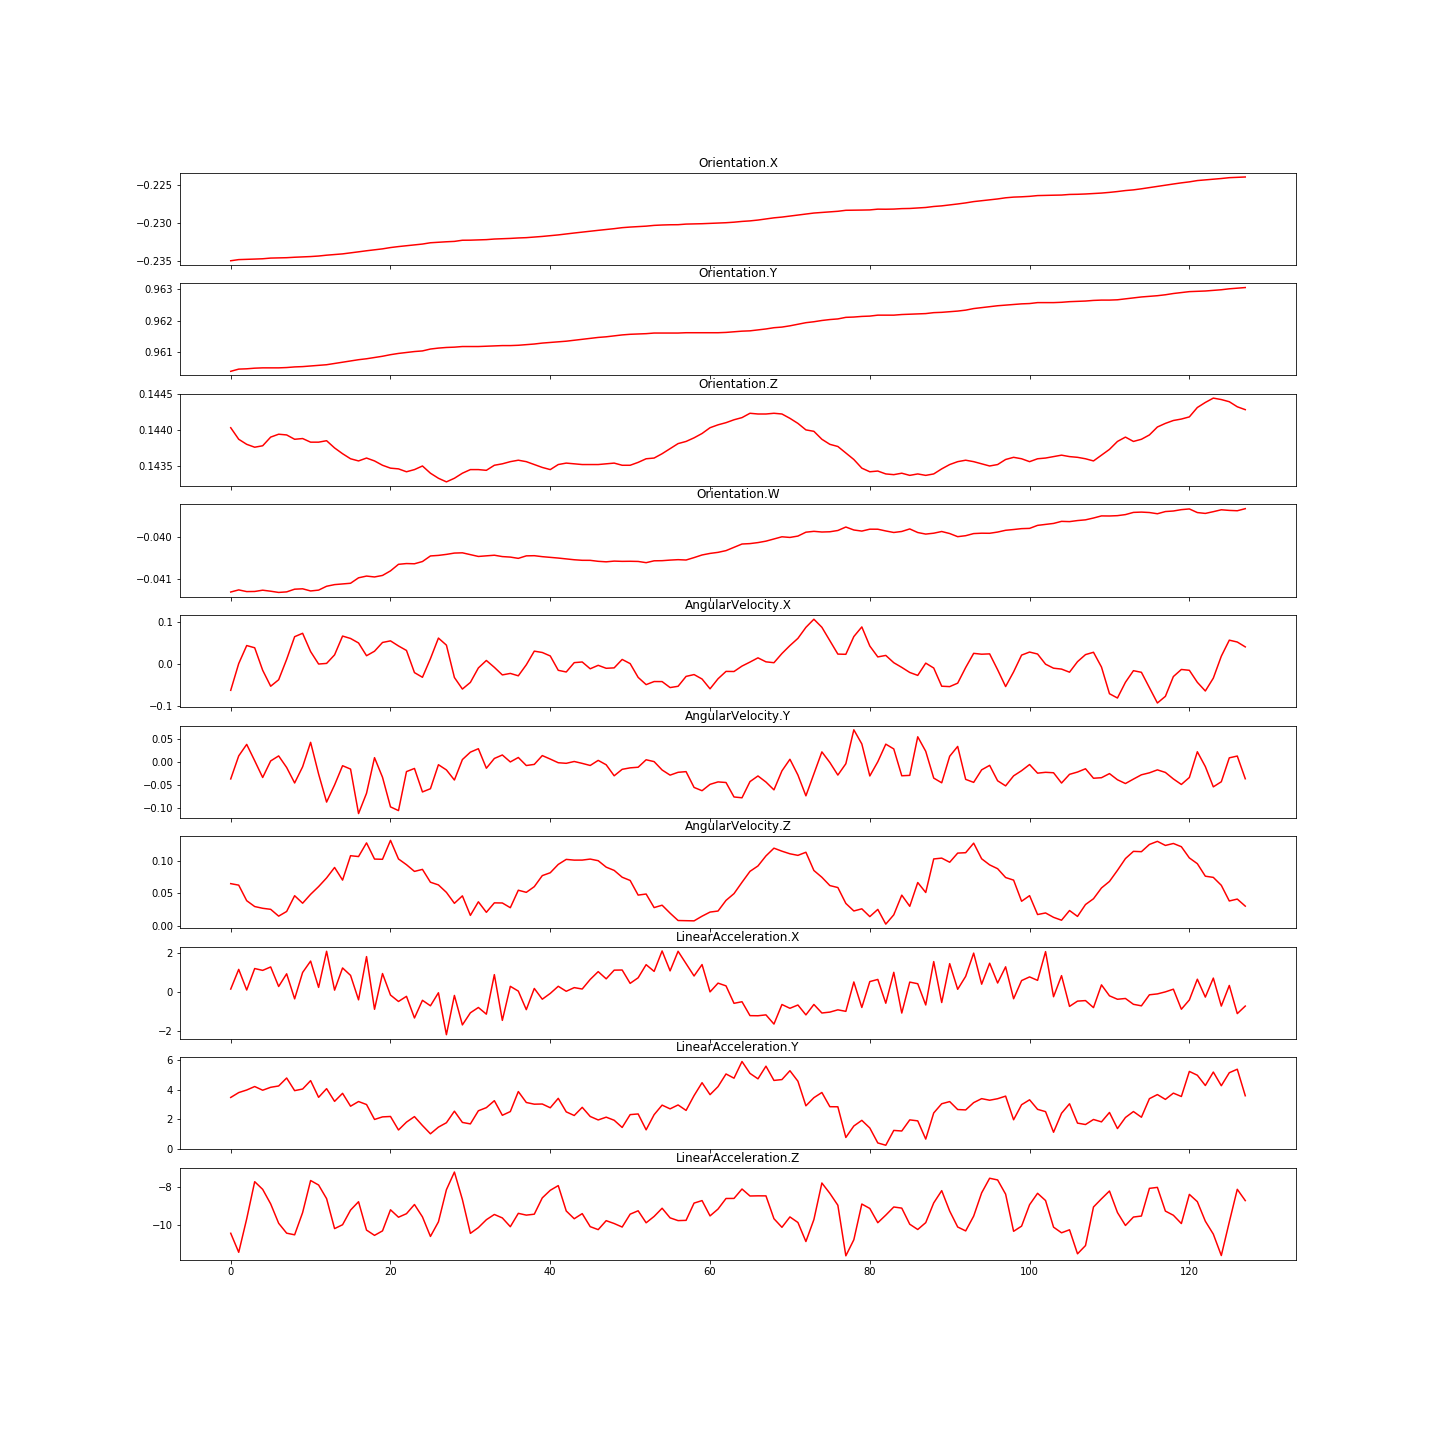 Orientation.X
−0.225
−0.230
−0.235
Orientation.Y
0.963
0.962
0.961
Orientation.Z
0.1445
0.1440
0.1435
Orientation.W
−0.040
−0.041
AngularVelocity.X
0.1
0.0
−0.1
AngularVelocity.Y
0.05
0.00
−0.05
−0.10
AngularVelocity.Z
0.10
0.05
0.00
LinearAcceleration.X
2
0
−2
LinearAcceleration.Y
6
4
2
0
LinearAcceleration.Z
−8
−10
0 20 40 60 80 100 120